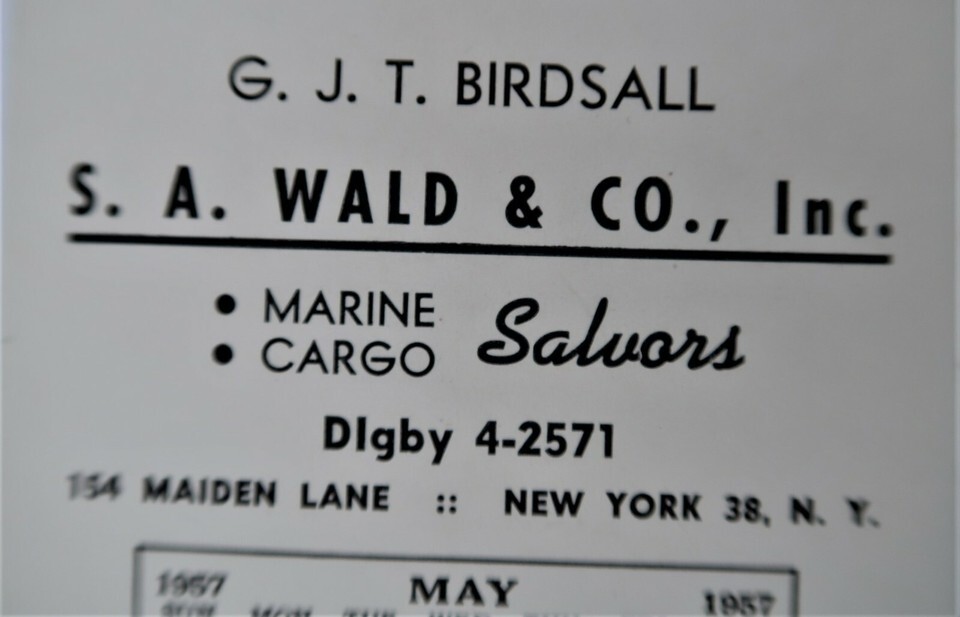 G. J. T. BIRDSALL
S. A. WALD & CO., Inc.
• MARINE
• CARGO
Salvors
DIgby 4-2571
154 MAIDEN LANE :: NEW YORK 38, N. Y.
1957 MAY 1957